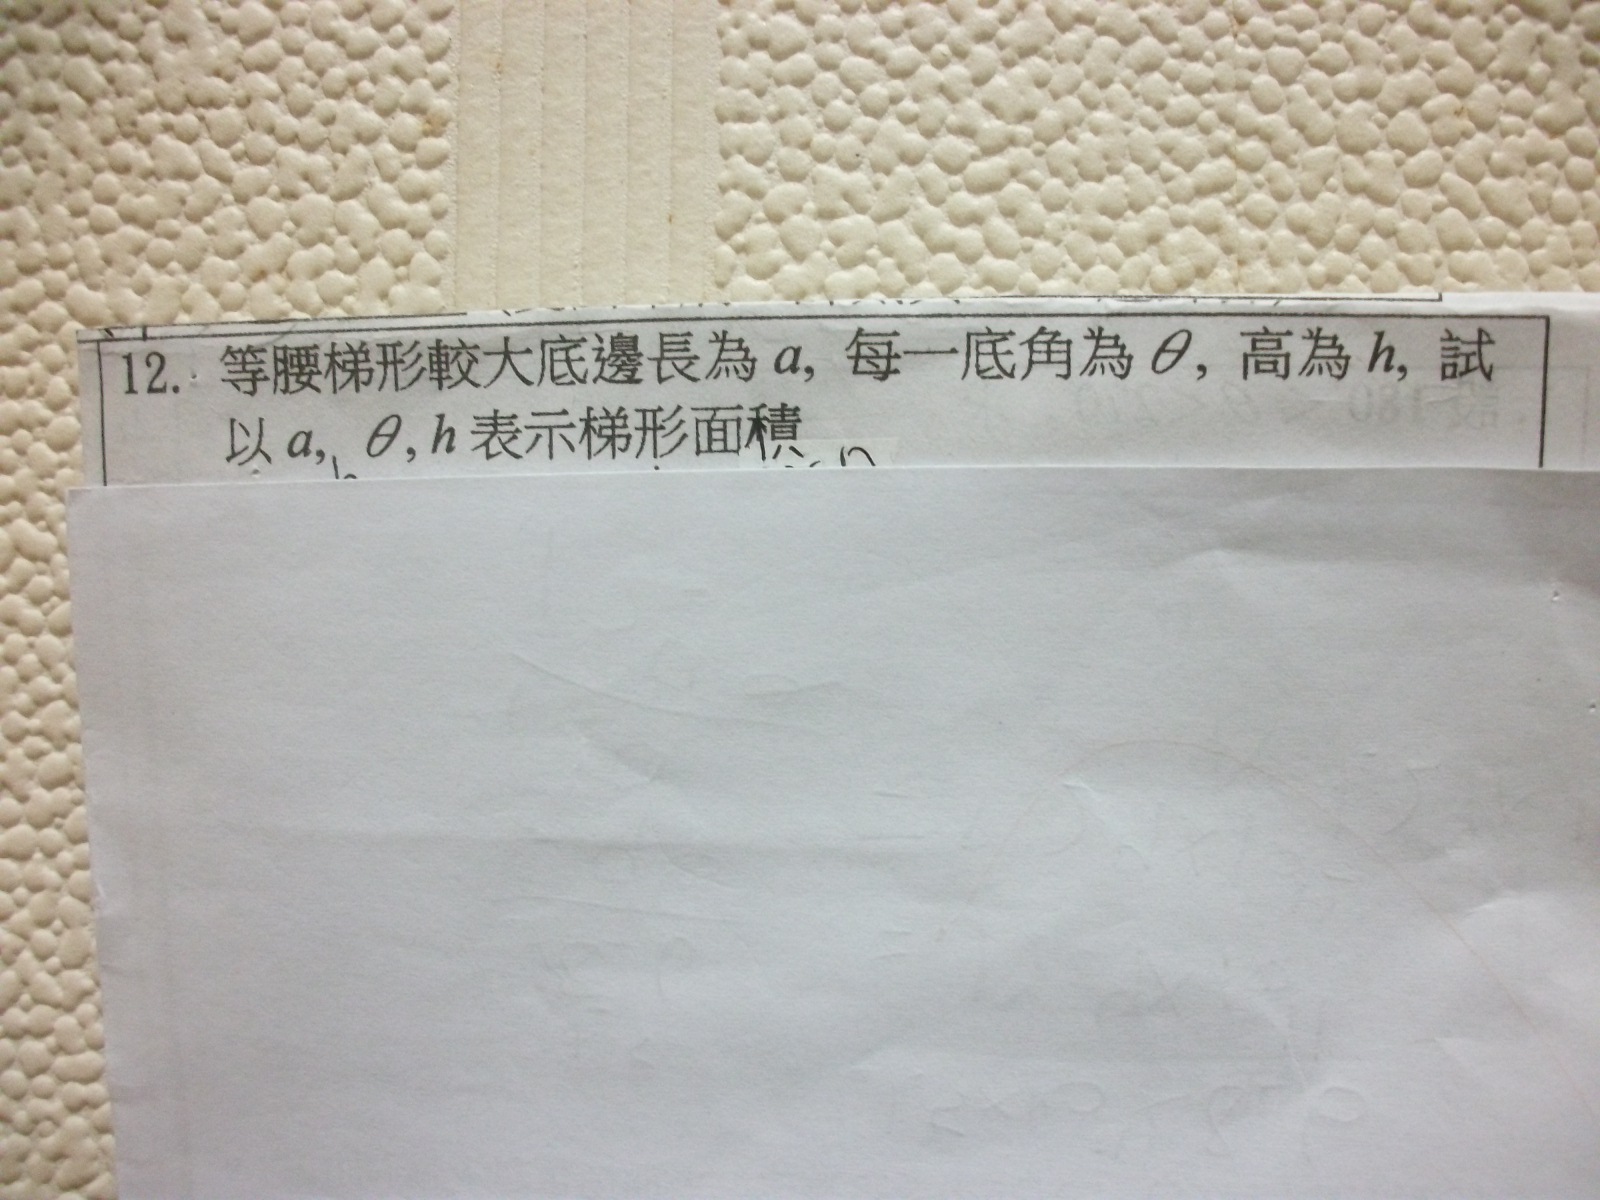 12. 等腰梯形較大底邊長為 a, 每一底角為 θ, 高為 h, 試
以 a, θ, h 表示梯形面積